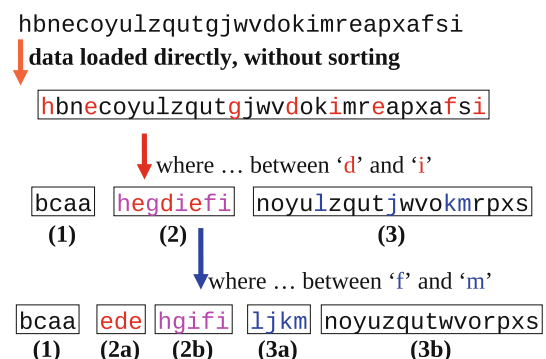 hbnecoyulzqutgjwvdokimreapxafsi
data loaded directly, without sorting
hbnecoyulzqutgjwvdokimreapxafsi
where … between ‘d’ and ‘i’
bcaa hegdiefi noyulzqutjwvokmrpxs
(1) (2) (3)
where … between ‘f’ and ‘m’
bcaa ede hgifi ljkm noyuzqutwvorpxs
(1) (2a) (2b) (3a) (3b)